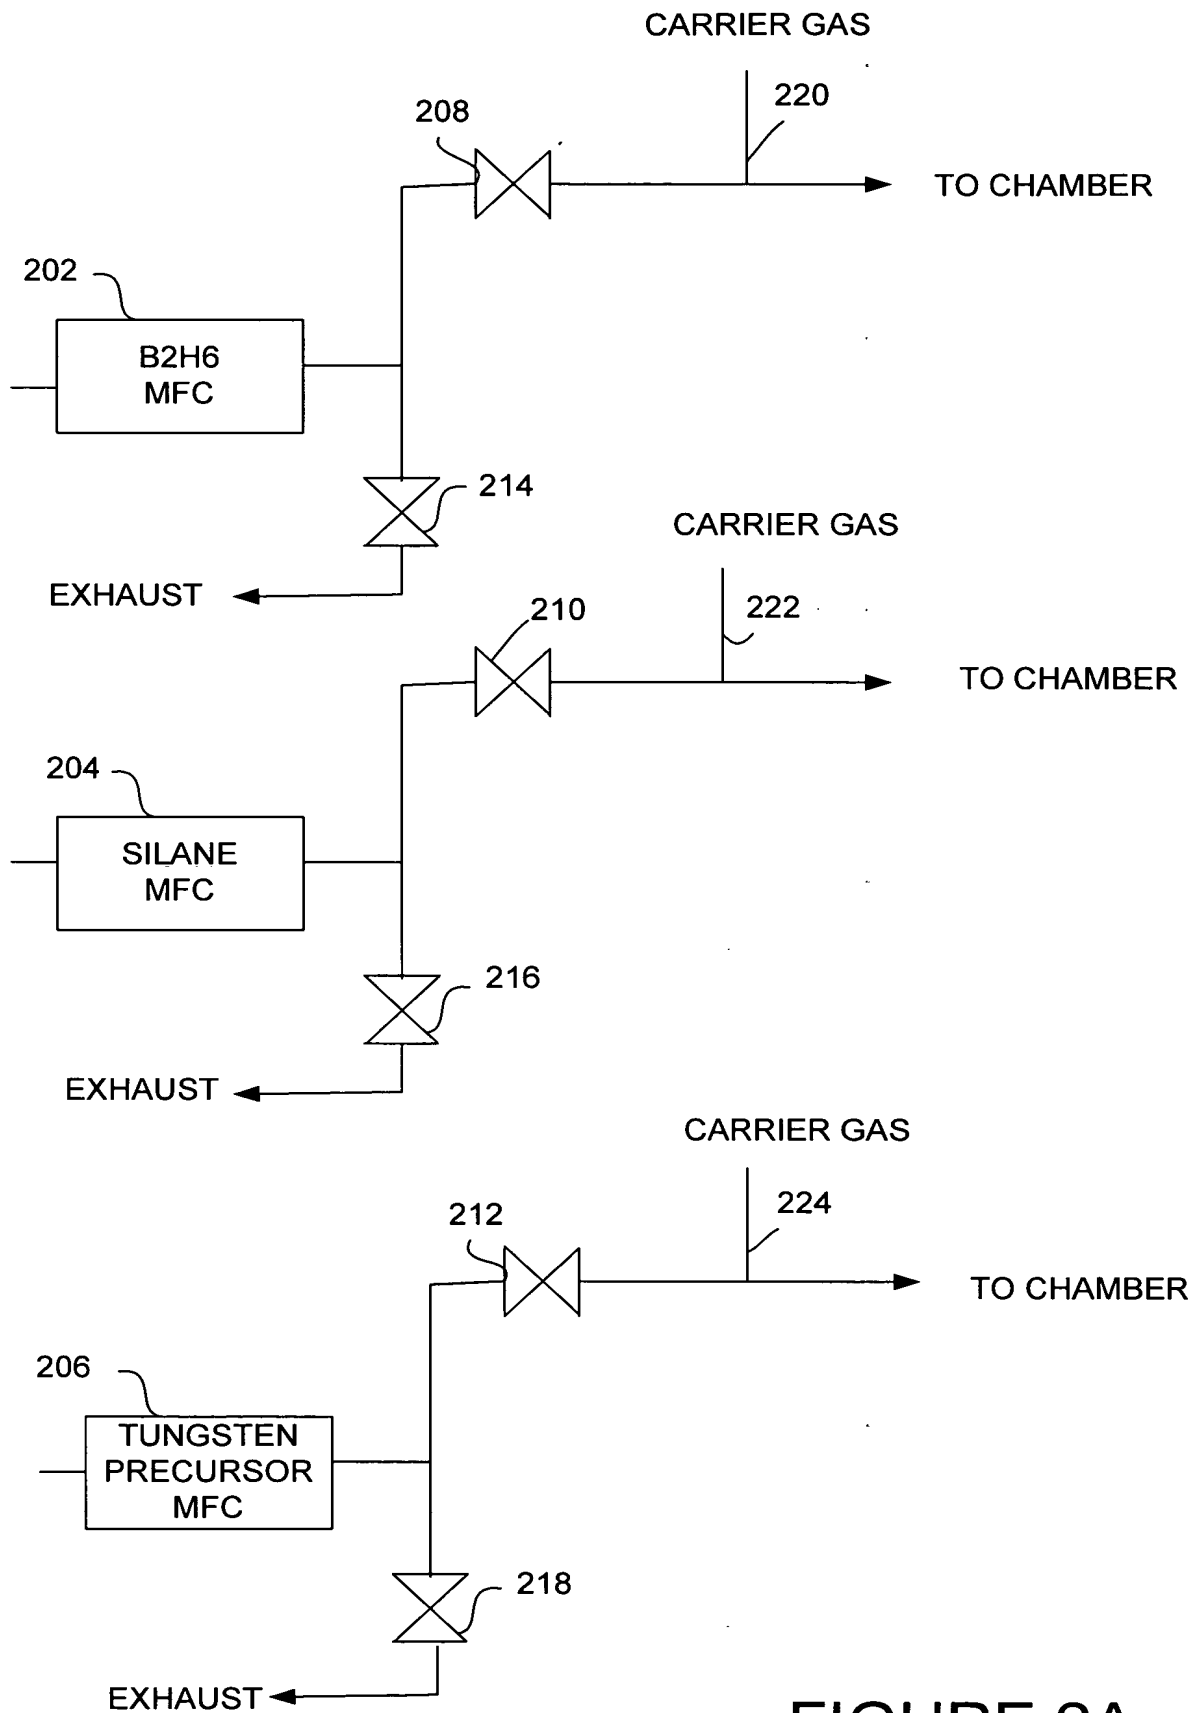 CARRIER GAS
220
208
TO CHAMBER
202
B2H6
MFC
214
EXHAUST
CARRIER GAS
222
210
TO CHAMBER
204
SILANE
MFC
216
EXHAUST
CARRIER GAS
224
212
TO CHAMBER
206
TUNGSTEN
PRECURSOR
MFC
218
EXHAUST